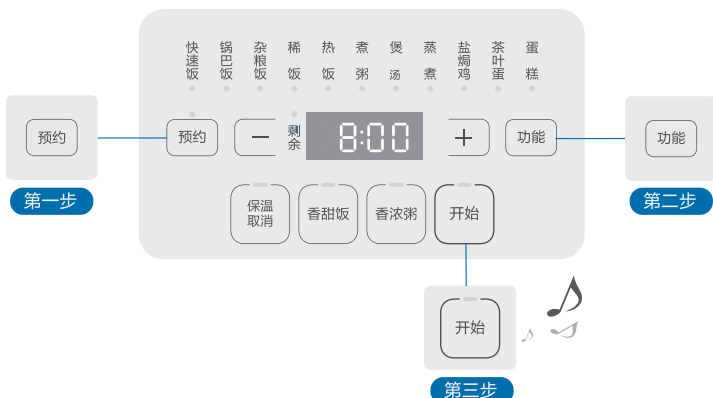 快速饭
锅巴饭
杂粮饭
稀饭
热饭
煮粥
煲汤
蒸煮
盐焗鸡
茶叶蛋
蛋糕
预约
预约
剩余
8:00
功能
功能
第一步
第二步
保温
取消
香甜饭
香浓粥
开始
开始
第三步